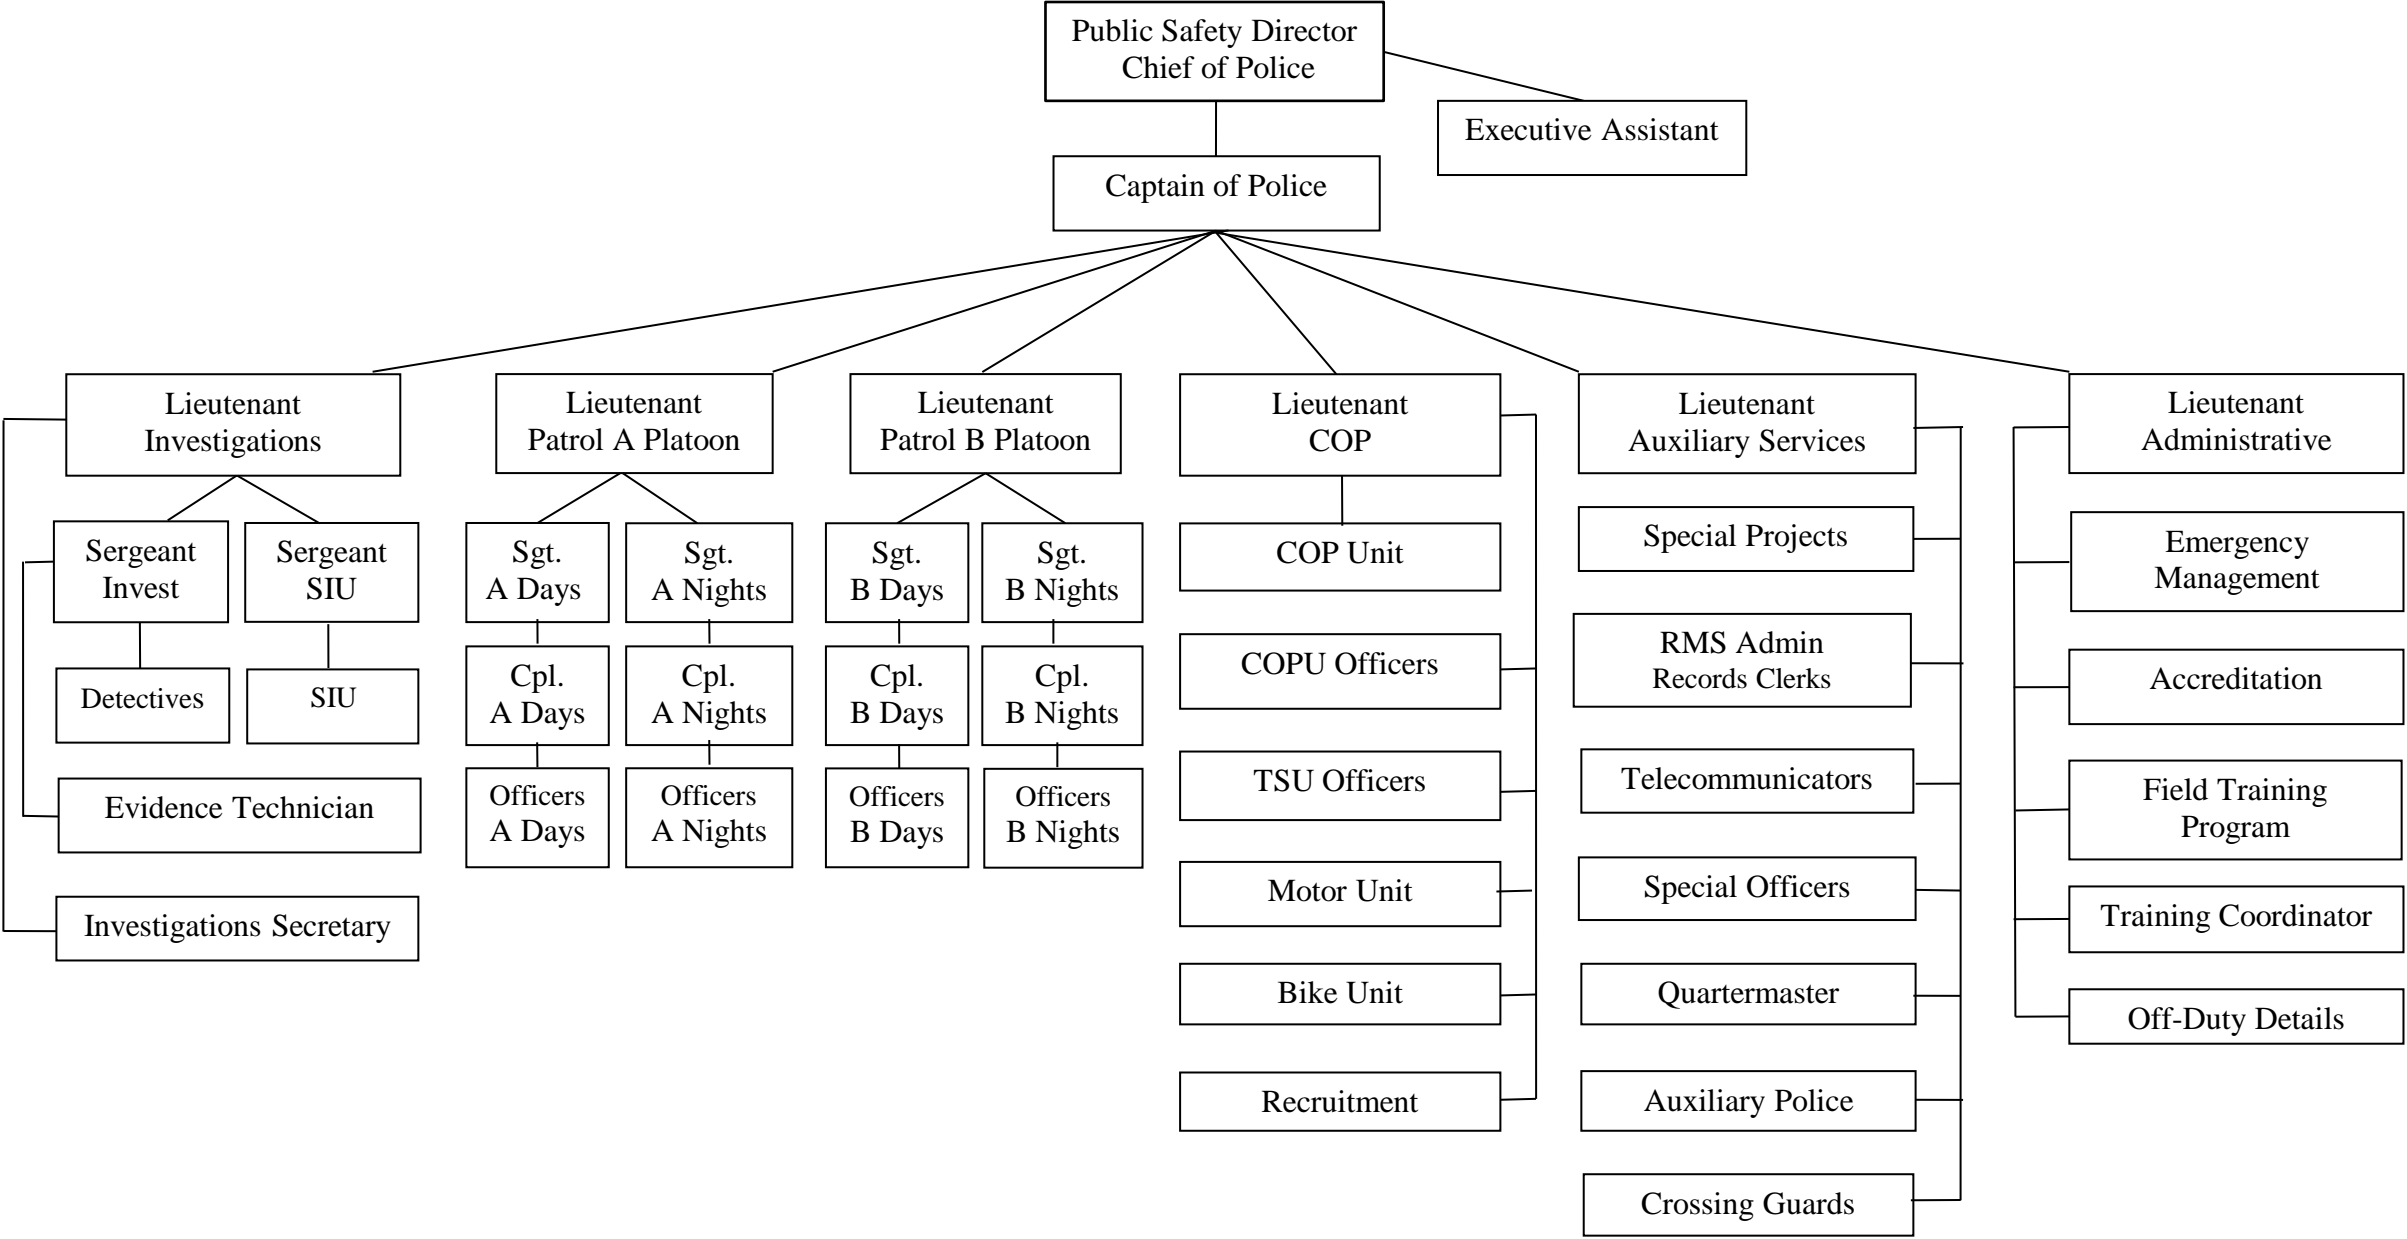 Public Safety Director
Chief of Police
Executive Assistant
Captain of Police
Lieutenant
Investigations
Lieutenant
Patrol A Platoon
Lieutenant
Patrol B Platoon
Lieutenant
COP
Lieutenant
Auxiliary Services
Lieutenant
Administrative
Sergeant
Invest
Sergeant
SIU
Detectives
SIU
Evidence Technician
Investigations Secretary
Sgt.
A Days
Sgt.
A Nights
Cpl.
A Days
Cpl.
A Nights
Officers
A Days
Officers
A Nights
Sgt.
B Days
Sgt.
B Nights
Cpl.
B Days
Cpl.
B Nights
Officers
B Days
Officers
B Nights
COP Unit
COPU Officers
TSU Officers
Motor Unit
Bike Unit
Recruitment
Special Projects
RMS Admin
Records Clerks
Telecommunicators
Special Officers
Quartermaster
Auxiliary Police
Crossing Guards
Emergency
Management
Accreditation
Field Training
Program
Training Coordinator
Off-Duty Details